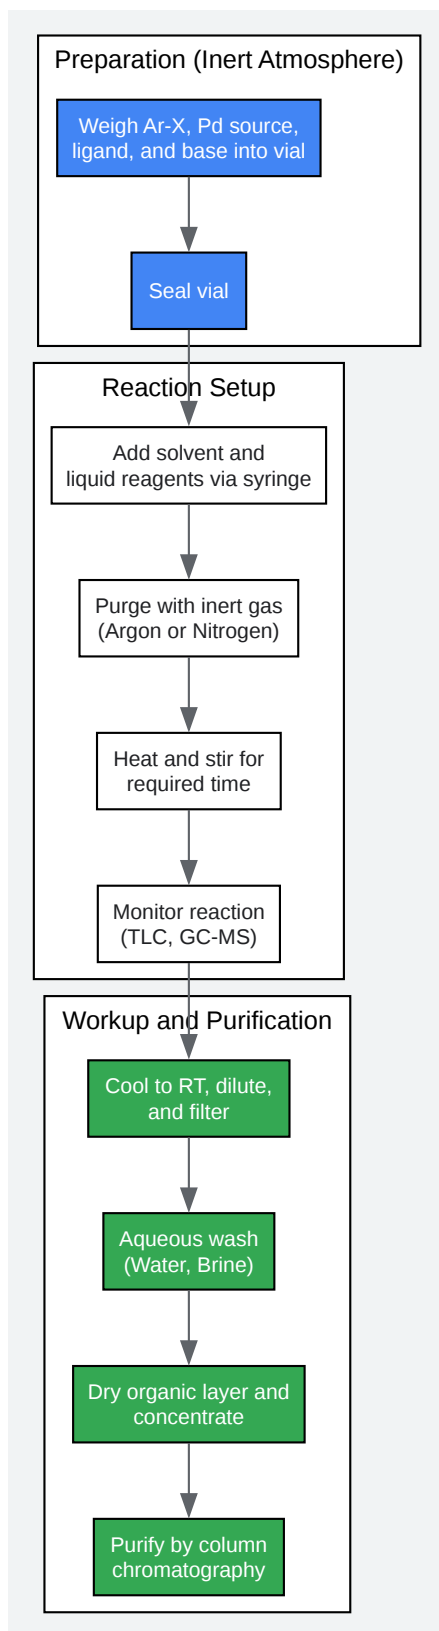 Preparation (Inert Atmosphere)
Weigh Ar-X, Pd source,
ligand, and base into vial
Seal vial
Reaction Setup
Add solvent and
liquid reagents via syringe
Purge with inert gas
(Argon or Nitrogen)
Heat and stir for
required time
Monitor reaction
(TLC, GC-MS)
Workup and Purification
Cool to RT, dilute,
and filter
Aqueous wash
(Water, Brine)
Dry organic layer and
concentrate
Purify by column
chromatography